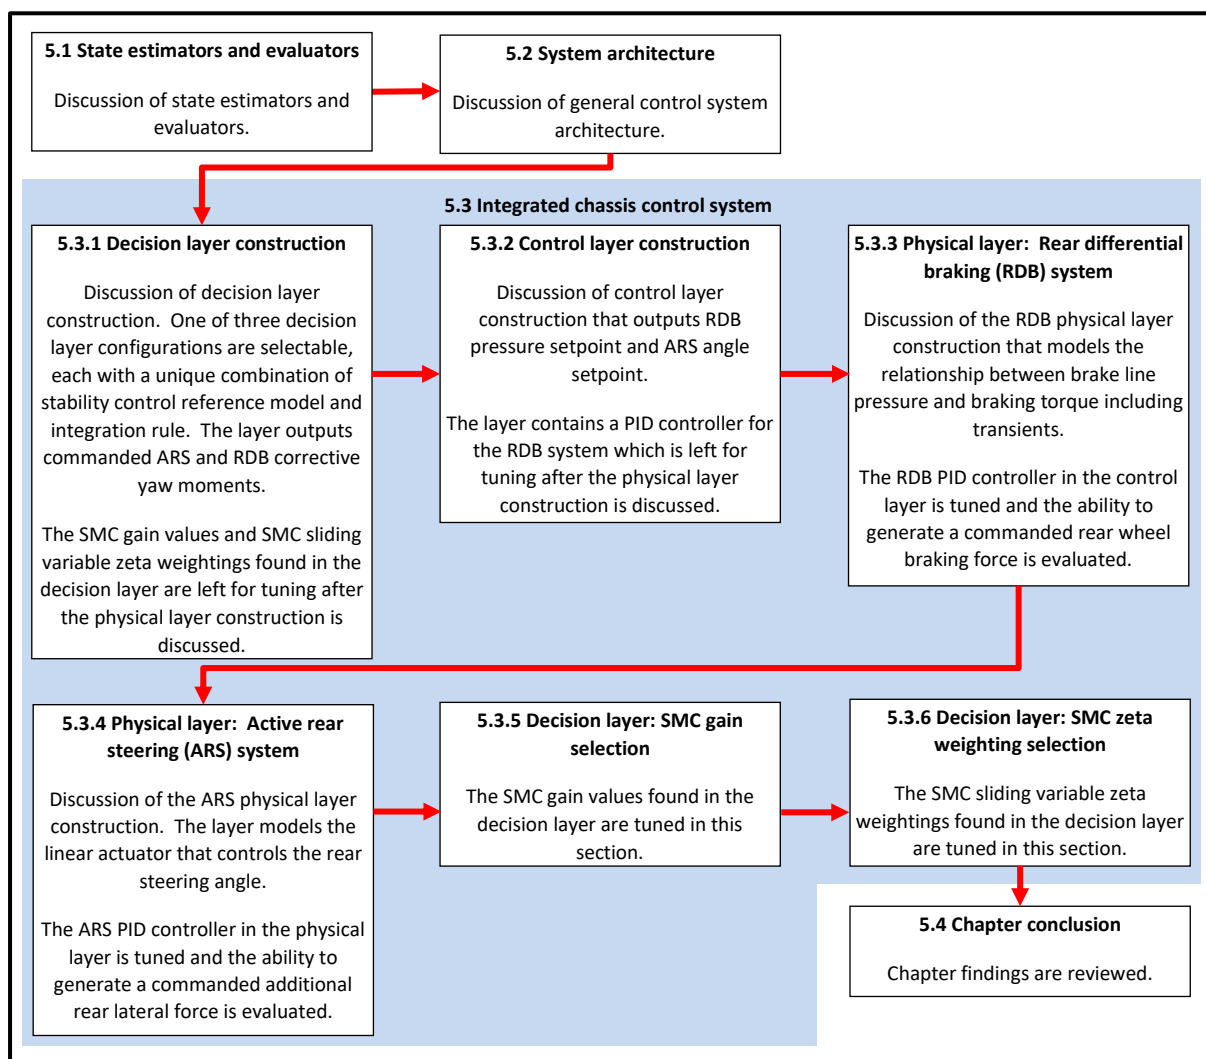 5.1 State estimators and evaluators
Discussion of state estimators and
evaluators.
5.2 System architecture
Discussion of general control system
architecture.
5.3 Integrated chassis control system
5.3.1 Decision layer construction
Discussion of decision layer
construction.  One of three decision
layer configurations are selectable,
each with a unique combination of
stability control reference model and
integration rule.  The layer outputs
commanded ARS and RDB corrective
yaw moments.
The SMC gain values and SMC sliding
variable zeta weightings found in the
decision layer are left for tuning after
the physical layer construction is
discussed.
5.3.2 Control layer construction
Discussion of control layer
construction that outputs RDB
pressure setpoint and ARS angle
setpoint.
The layer contains a PID controller for
the RDB system which is left for
tuning after the physical layer
construction is discussed.
5.3.3 Physical layer:  Rear differential
braking (RDB) system
Discussion of the RDB physical layer
construction that models the
relationship between brake line
pressure and braking torque including
transients.
The RDB PID controller in the control
layer is tuned and the ability to
generate a commanded rear wheel
braking force is evaluated.
5.3.4 Physical layer:  Active rear
steering (ARS) system
Discussion of the ARS physical layer
construction.  The layer models the
linear actuator that controls the rear
steering angle.
The ARS PID controller in the physical
layer is tuned and the ability to
generate a commanded additional
rear lateral force is evaluated.
5.3.5 Decision layer: SMC gain
selection
The SMC gain values found in the
decision layer are tuned in this
section.
5.3.6 Decision layer: SMC zeta
weighting selection
The SMC sliding variable zeta
weightings found in the decision layer
are tuned in this section.
5.4 Chapter conclusion
Chapter findings are reviewed.